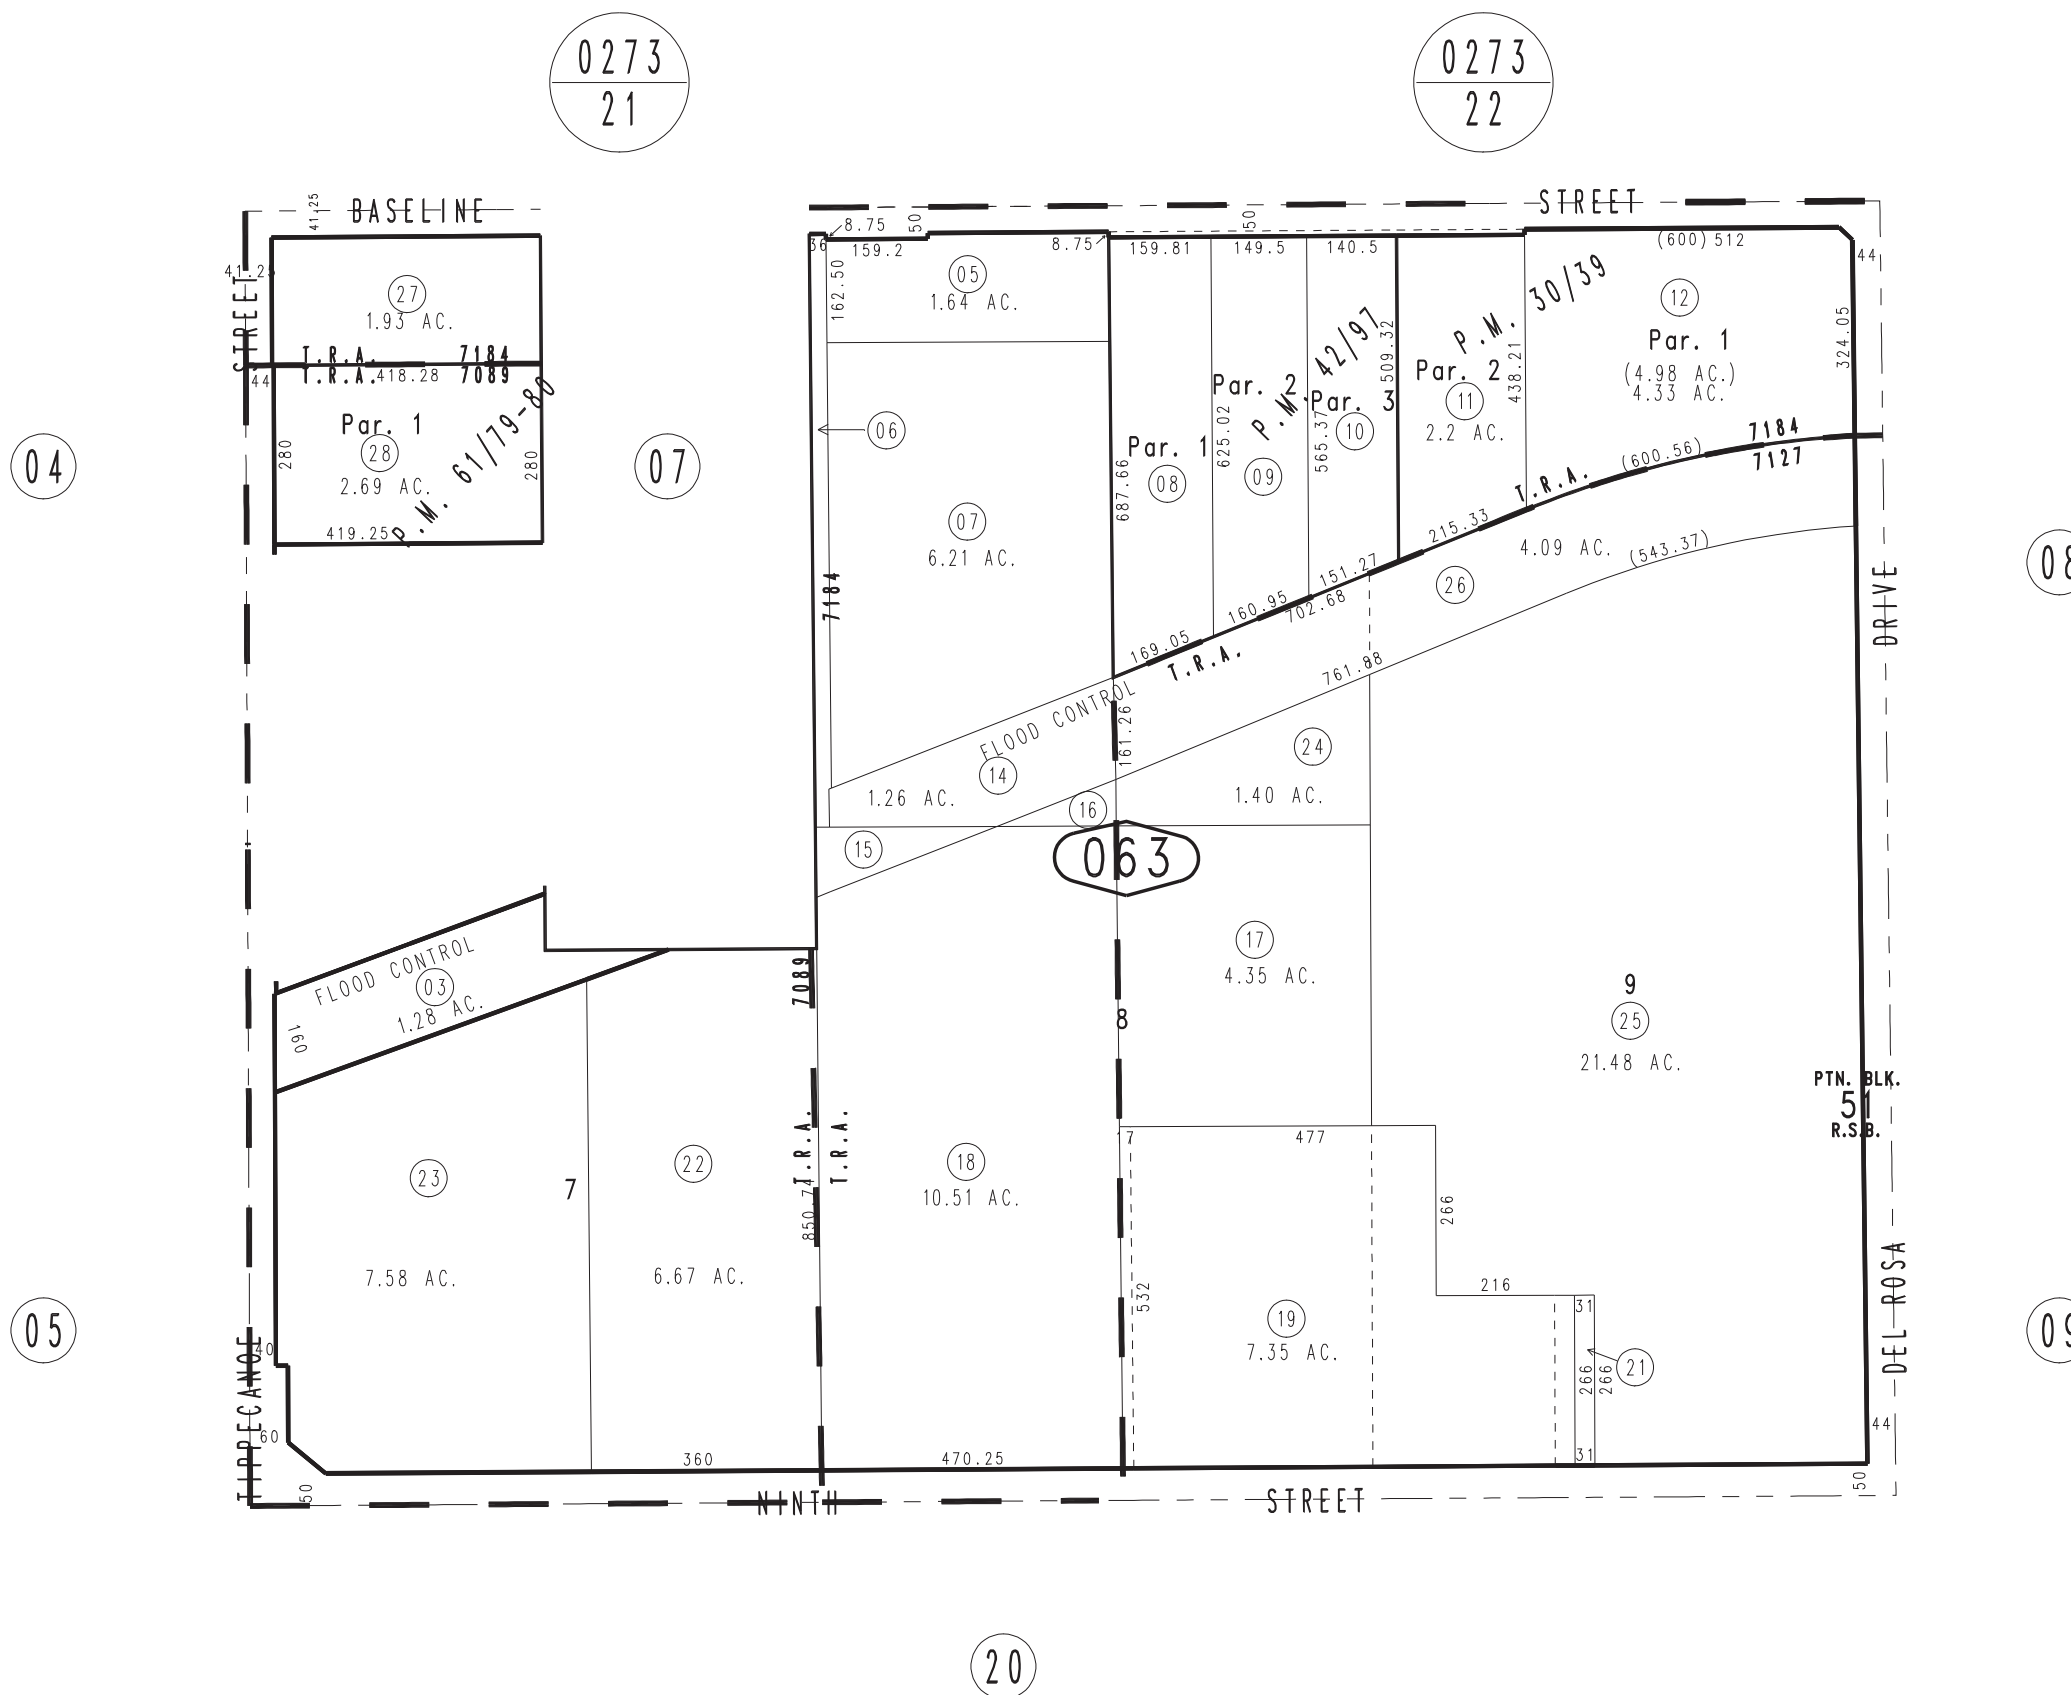 0273
21
0273
22
BASELINE
STREET
41.25
41.25
STREET
27
1.93 AC.
T.R.A. 7184
T.R.A. 7089
44
418.28
Par. 1
28
2.69 AC.
280
280
419.25
P.M. 61/79-80
04
07
36
8.75
159.2
50
8.75
162.50
05
1.64 AC.
06
07
6.21 AC.
7184
159.81
149.5
50
140.5
(600) 512
44
687.66
Par. 1
08
625.02
Par. 2
09
565.37
Par. 3
10
P.M. 42/97
509.32
Par. 2
11
2.2 AC.
438.21
P.M. 30/39
12
Par. 1
(4.98 AC.)
4.33 AC.
324.05
7184
7127
(600.56)
T.R.A.
215.33
151.27
160.95
702.68
169.05
T.R.A.
4.09 AC.
(543.37)
26
761.88
DRIVE
08
FLOOD CONTROL
14
1.26 AC.
161.26
16
24
1.40 AC.
15
063
17
4.35 AC.
8
FLOOD CONTROL
03
1.28 AC.
160
7089
9
25
21.48 AC.
PTN. BLK.
51
R.S.B.
23
7.58 AC.
7
22
6.67 AC.
T.R.A.
T.R.A.
850.74
18
10.51 AC.
17
477
266
216
532
19
7.35 AC.
31
266
266
21
31
DEL ROSA
05
09
TIPPECANOE
40
60
50
360
470.25
44
50
NINTH
STREET
20